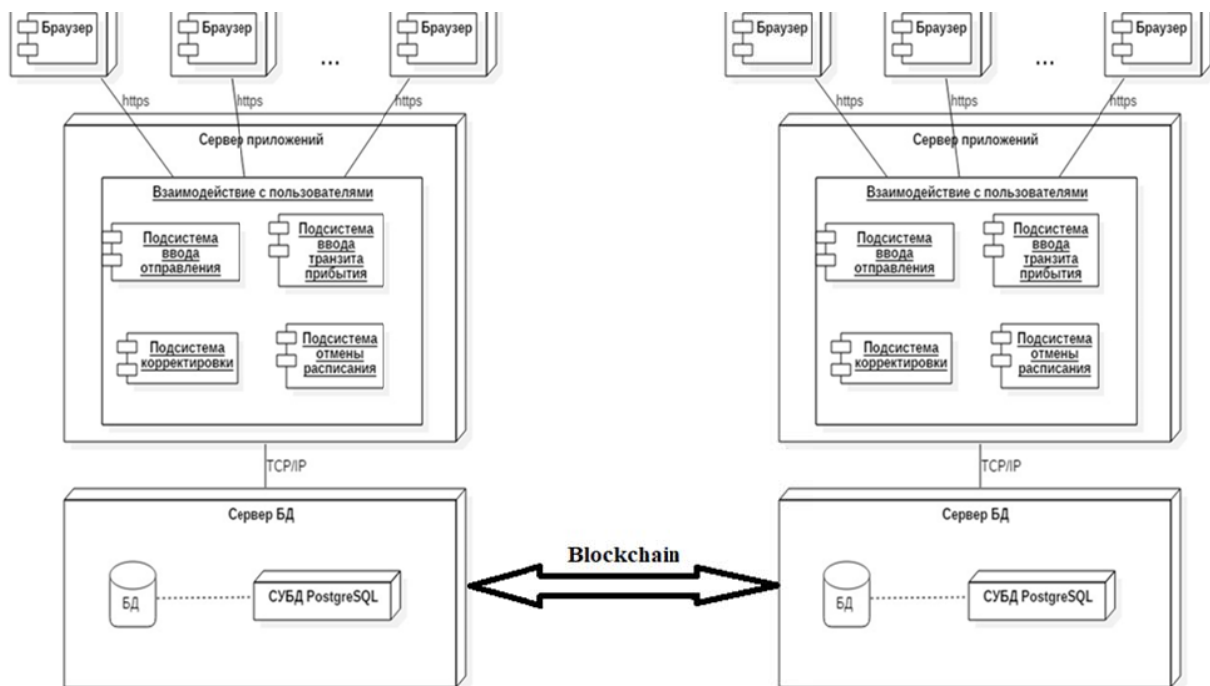 Браузер
Браузер
...
Браузер
https
https
https
Сервер приложений
Взаимодействие с пользователями
Подсистема
ввода
отправления
Подсистема
ввода
транзита
прибытия
Подсистема
корректировки
Подсистема
отмены
расписания
TCP/IP
Сервер БД
БД
СУБД PostgreSQL
Blockchain
Браузер
Браузер
...
Браузер
https
https
https
Сервер приложений
Взаимодействие с пользователями
Подсистема
ввода
отправления
Подсистема
ввода
транзита
прибытия
Подсистема
корректировки
Подсистема
отмены
расписания
TCP/IP
Сервер БД
БД
СУБД PostgreSQL